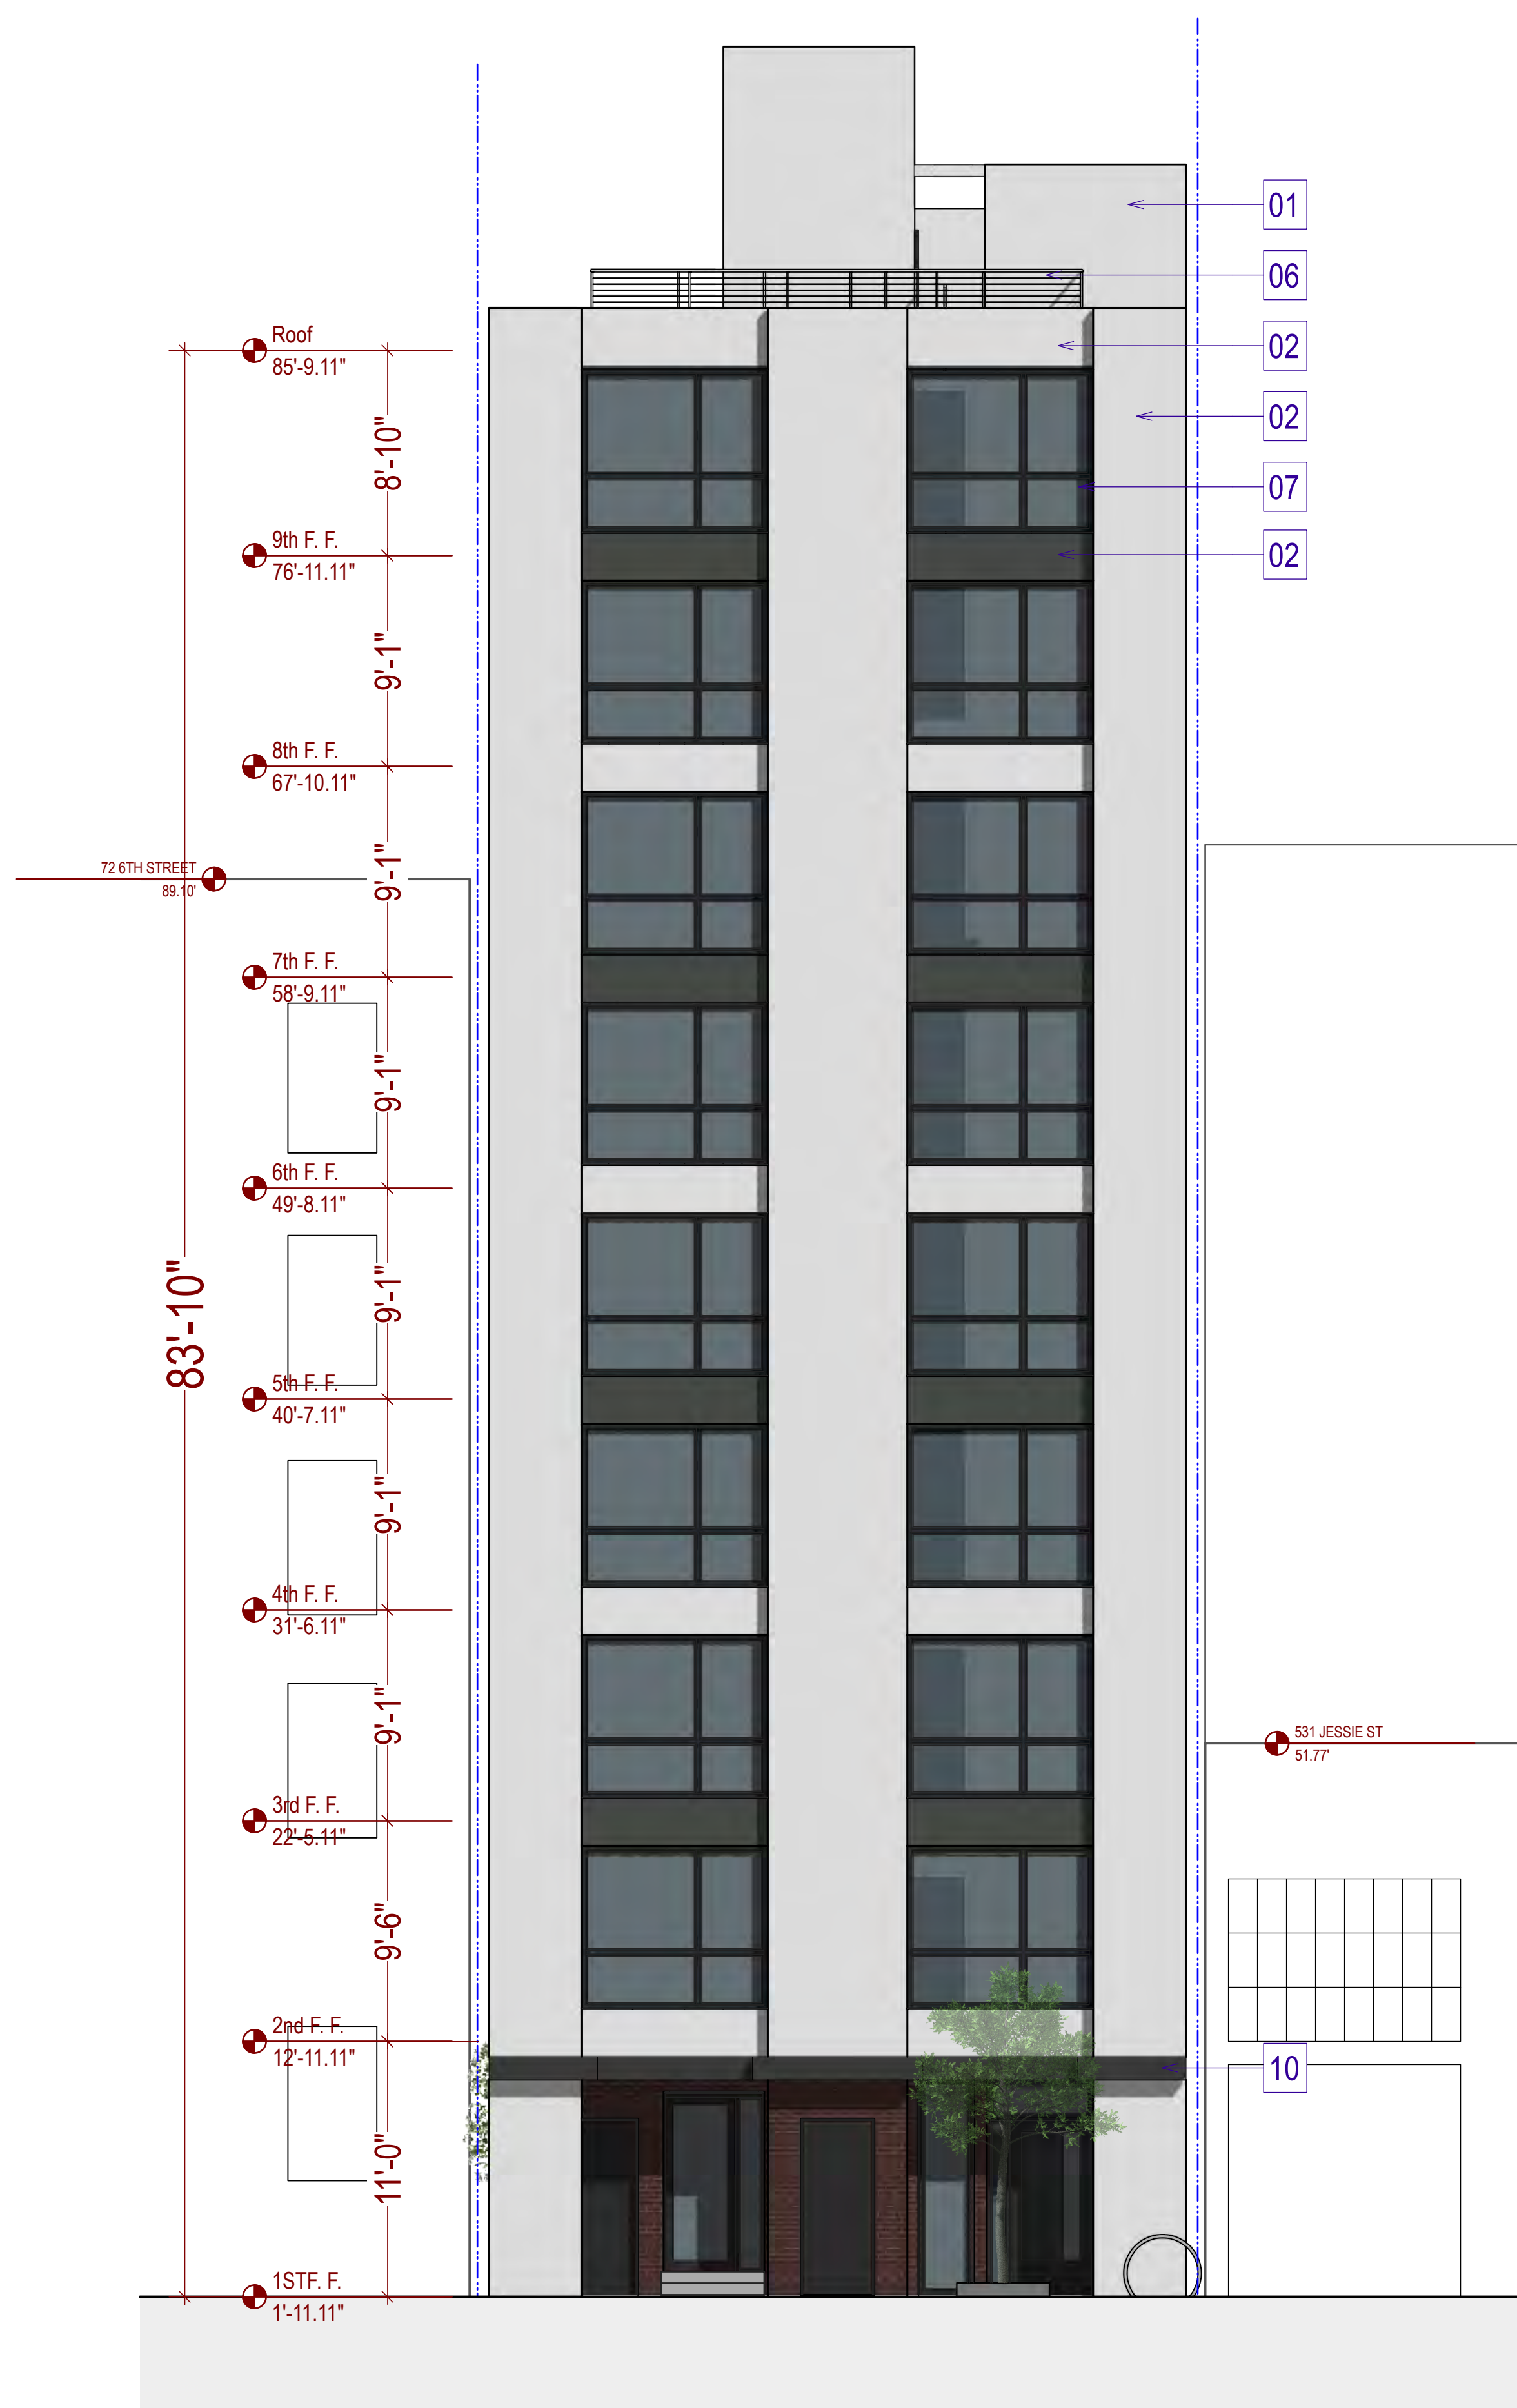 01
06
Roof
85'-9.11"
02
8'-10"
02
07
9th F. F.
76'-11.11"
02
9'-1"
8th F. F.
67'-10.11"
9'-1"
72 6TH STREET
89.10'
7th F. F.
58'-9.11"
9'-1"
6th F. F.
49'-8.11"
83'-10"
9'-1"
5th F. F.
40'-7.11"
9'-1"
4th F. F.
31'-6.11"
9'-1"
531 JESSIE ST
51.77'
3rd F. F.
22'-5.11"
9'-6"
2nd F. F.
12'-11.11"
10
11'-0"
1STF. F.
1'-11.11"